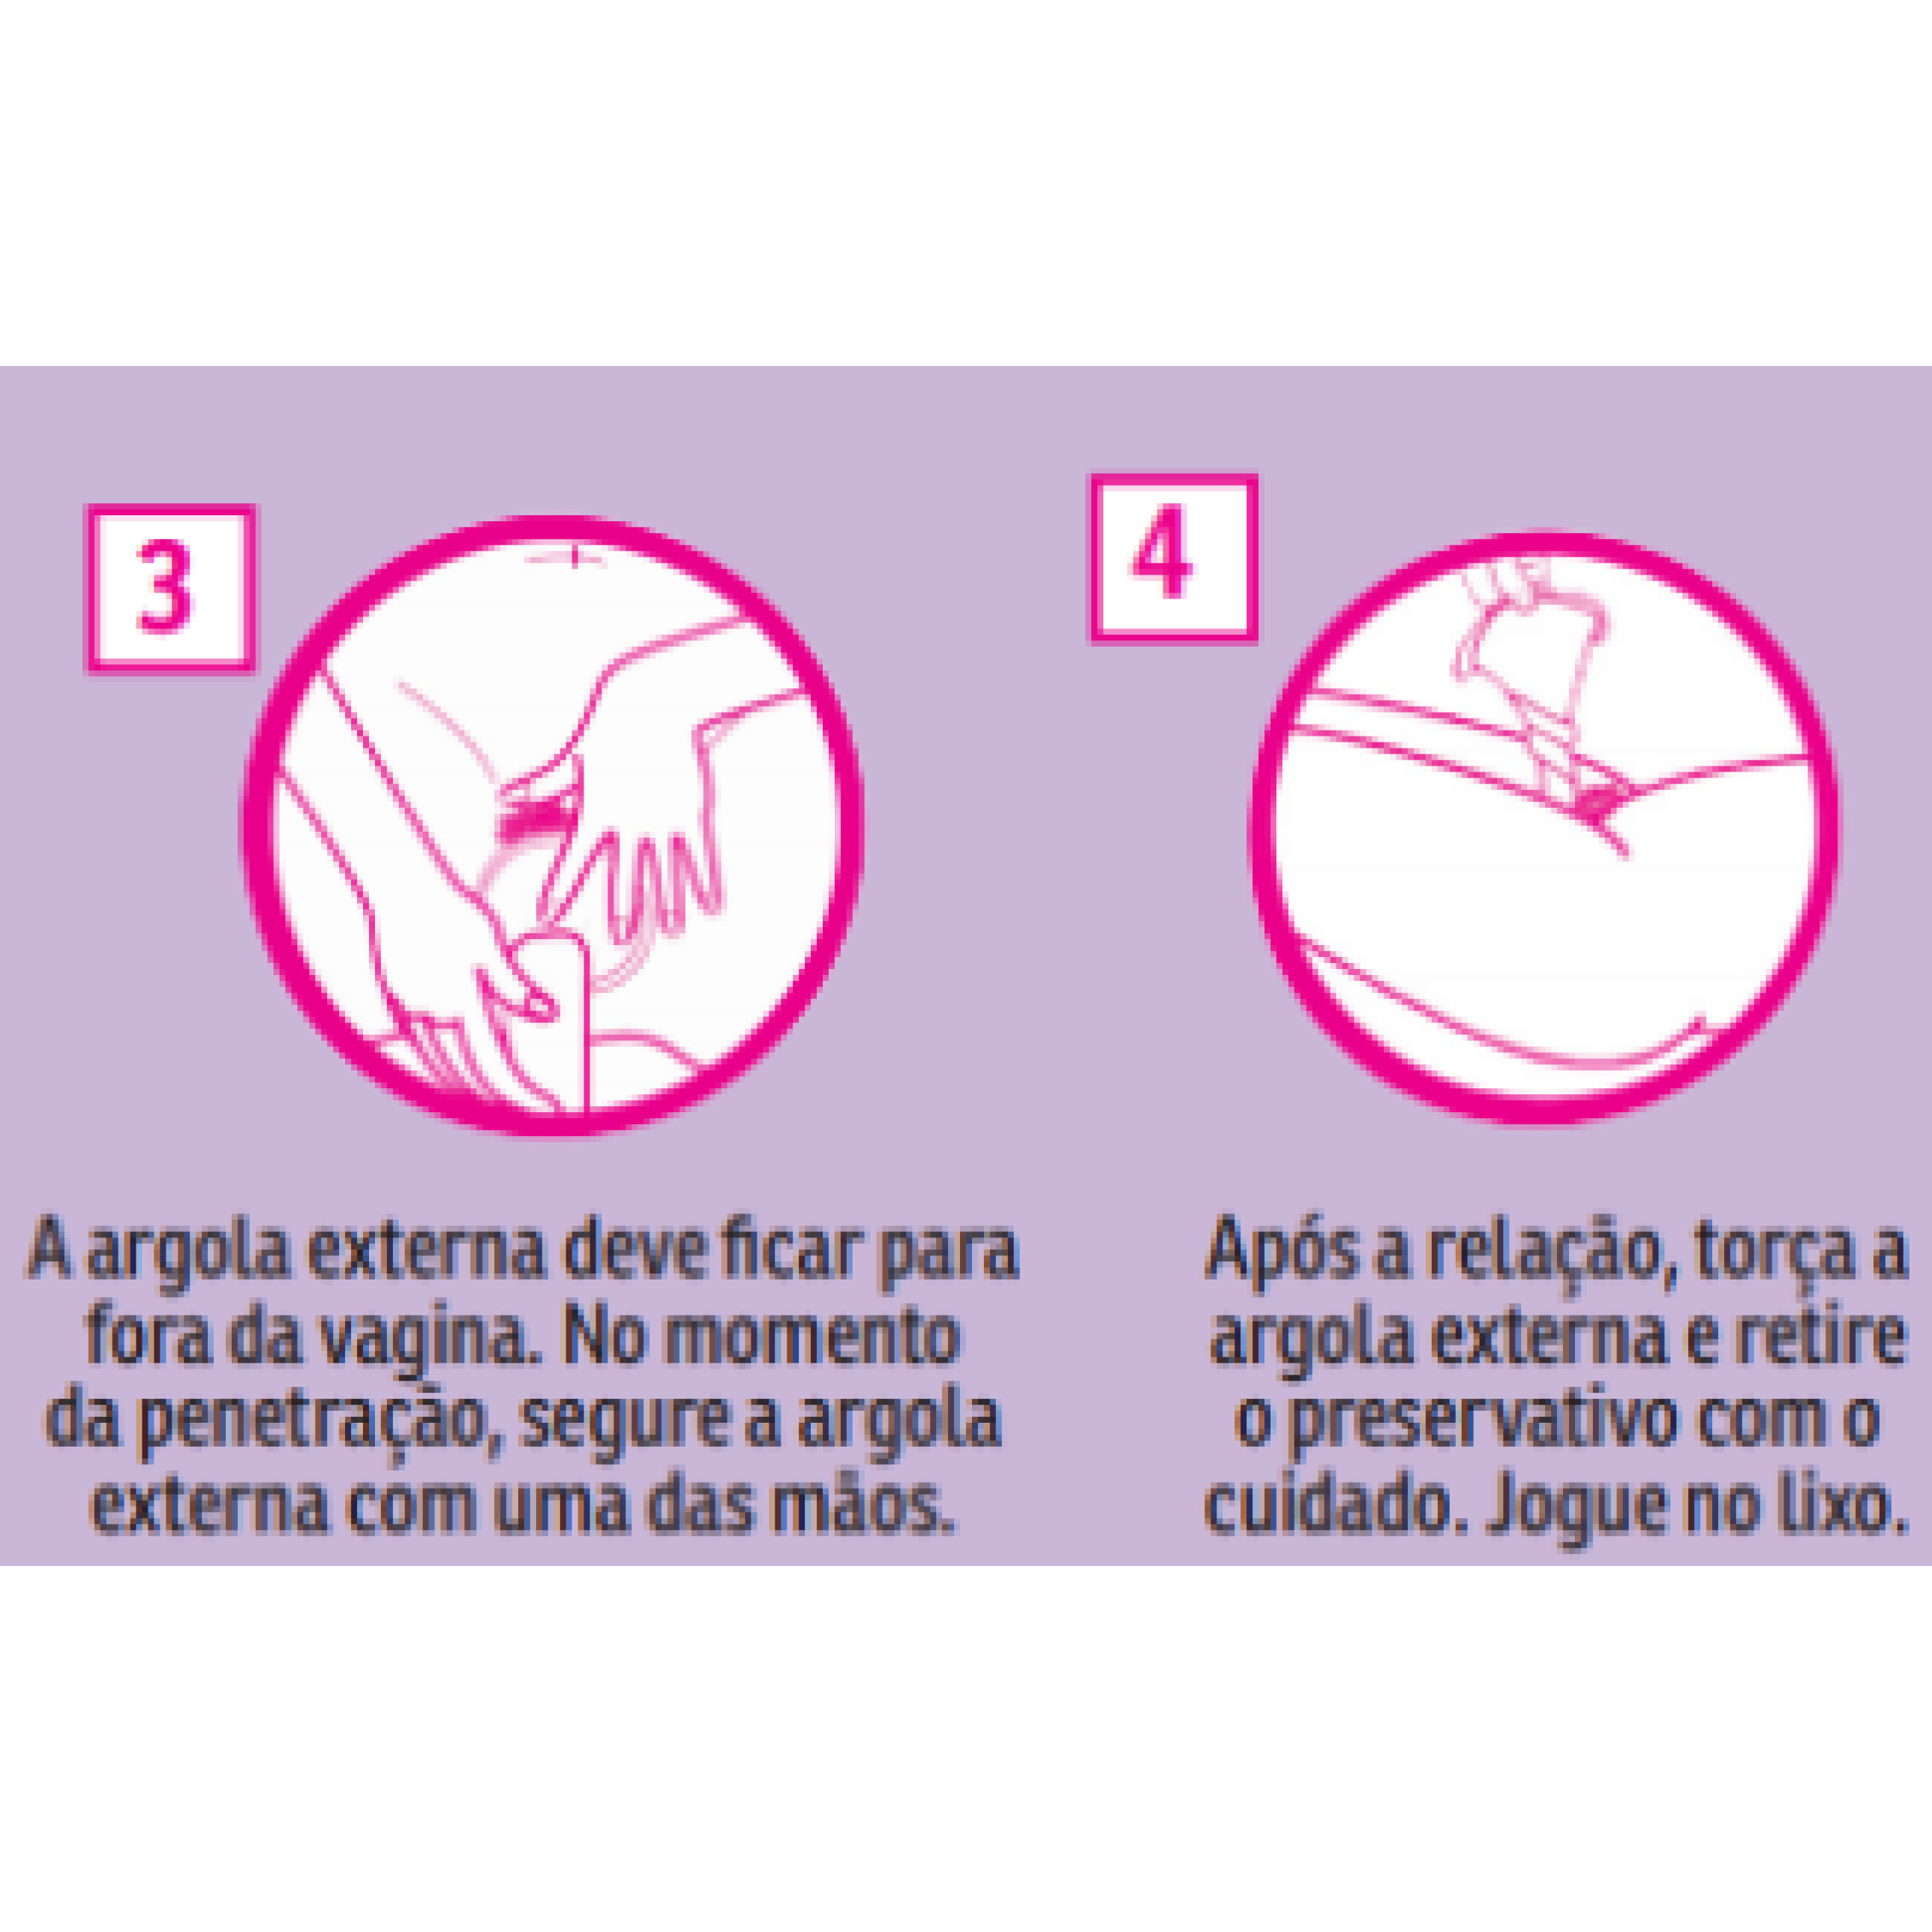 3
A argola externa deve ficar para
fora da vagina. No momento
da penetração, segure a argola
externa com uma das mãos.
4
Após a relação, torça a
argola externa e retire
o preservativo com o
cuidado. Jogue no lixo.